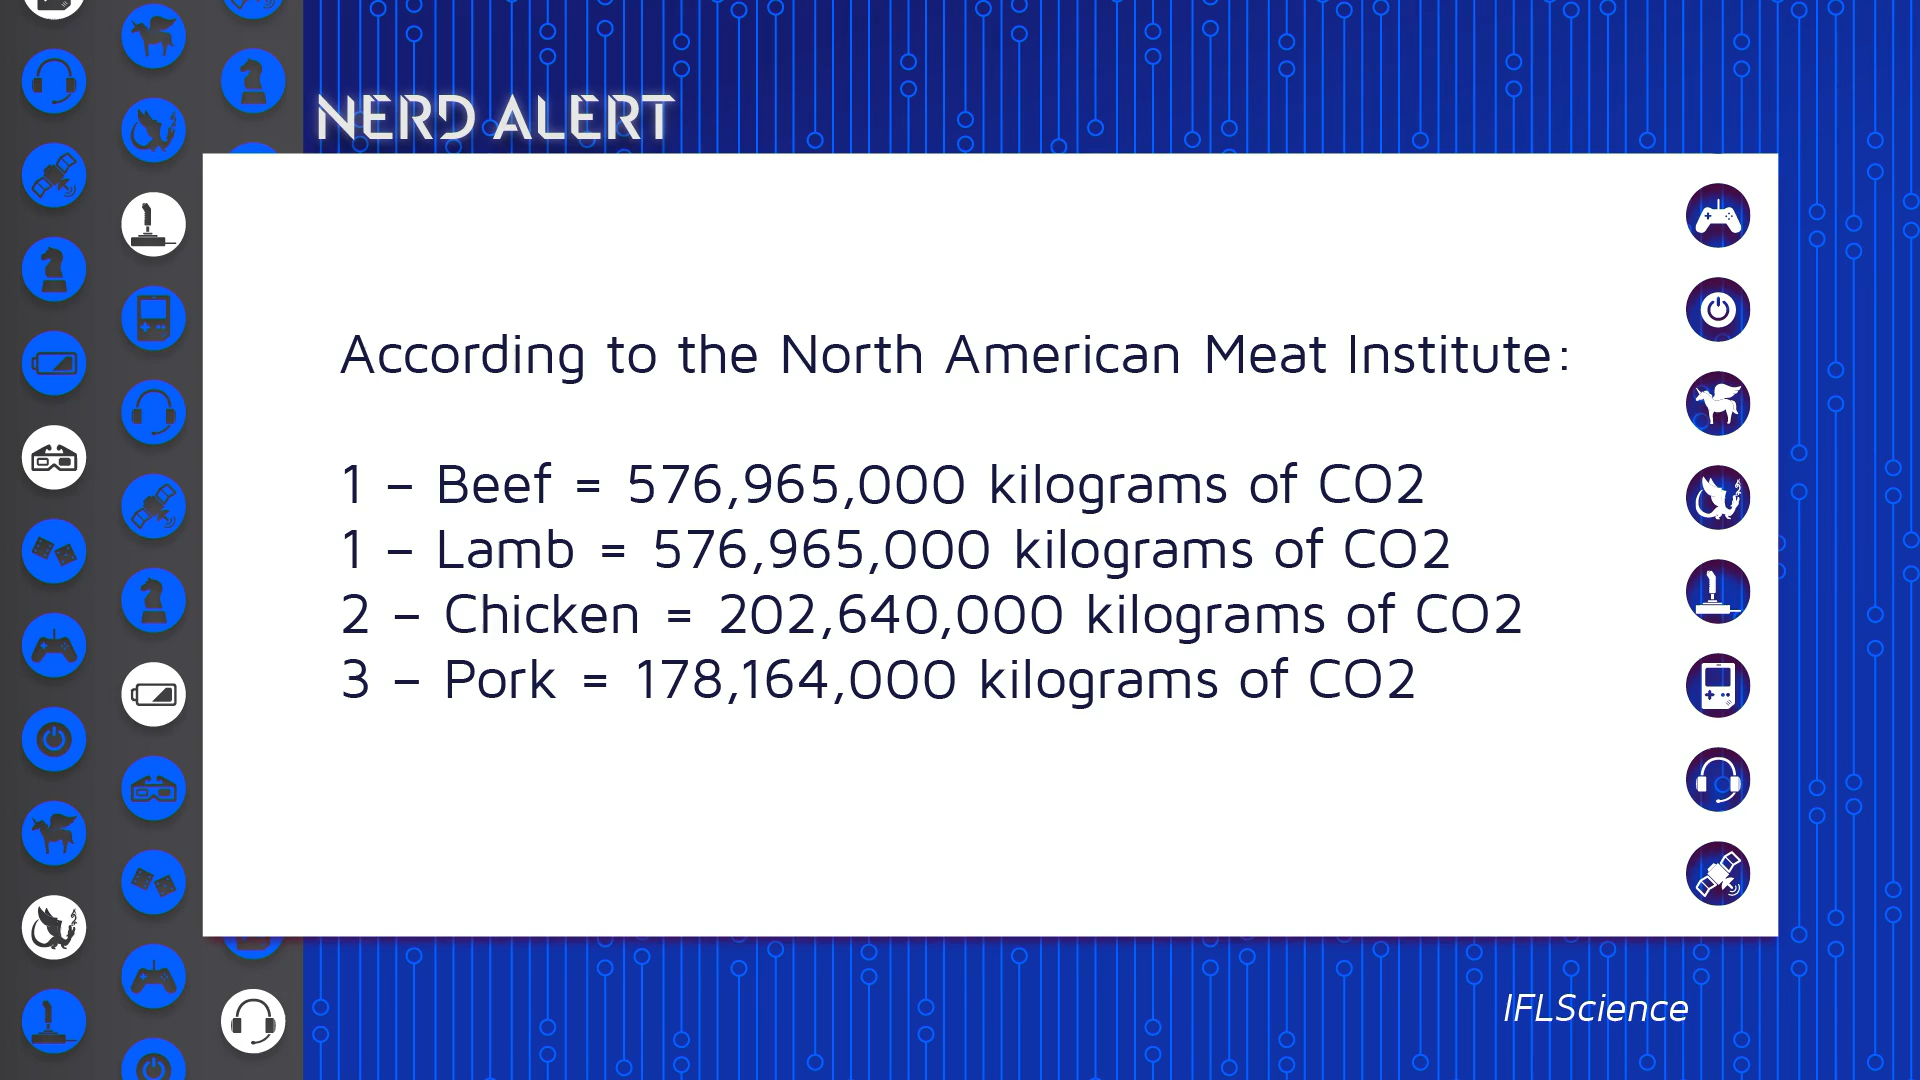 NERD ALERT
According to the North American Meat Institute:
1 – Beef = 576,965,000 kilograms of CO2
1 – Lamb = 576,965,000 kilograms of CO2
2 – Chicken = 202,640,000 kilograms of CO2
3 – Pork = 178,164,000 kilograms of CO2
IFLScience